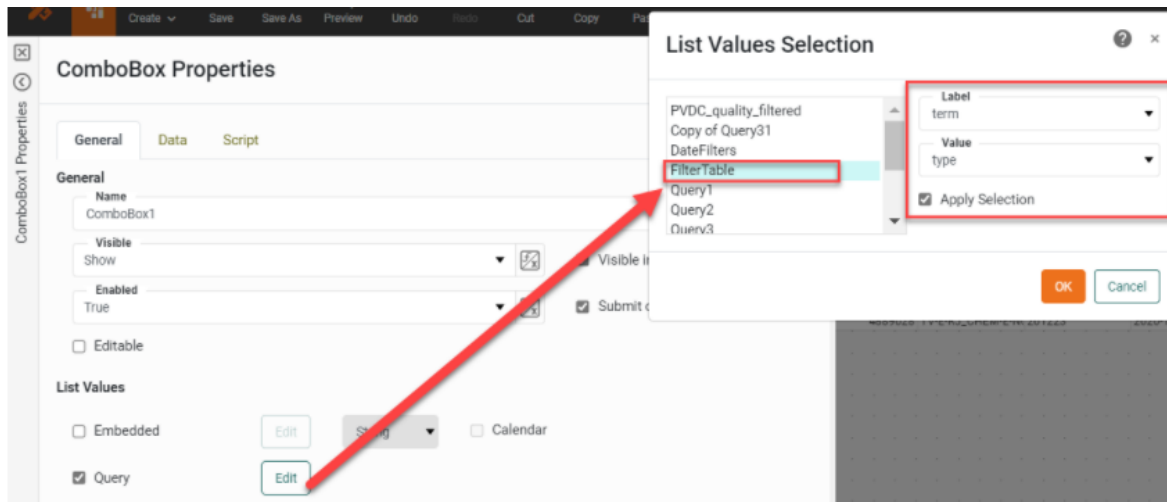 Create Save Save As Preview Undo Redo Cut Copy
List Values Selection
ComboBox Properties
ComboBox1 Properties
General Data Script
General
Name
ComboBox1
Visible
Show
Visible
Enabled
True
Submit
Editable
List Values
Embedded Edit Calendar
Query Edit
PVDC_quality_filtered
Copy of Query31
DateFilters
FilterTable
Query1
Query2
Query3
Label
term
Value
type
Apply Selection
OK Cancel